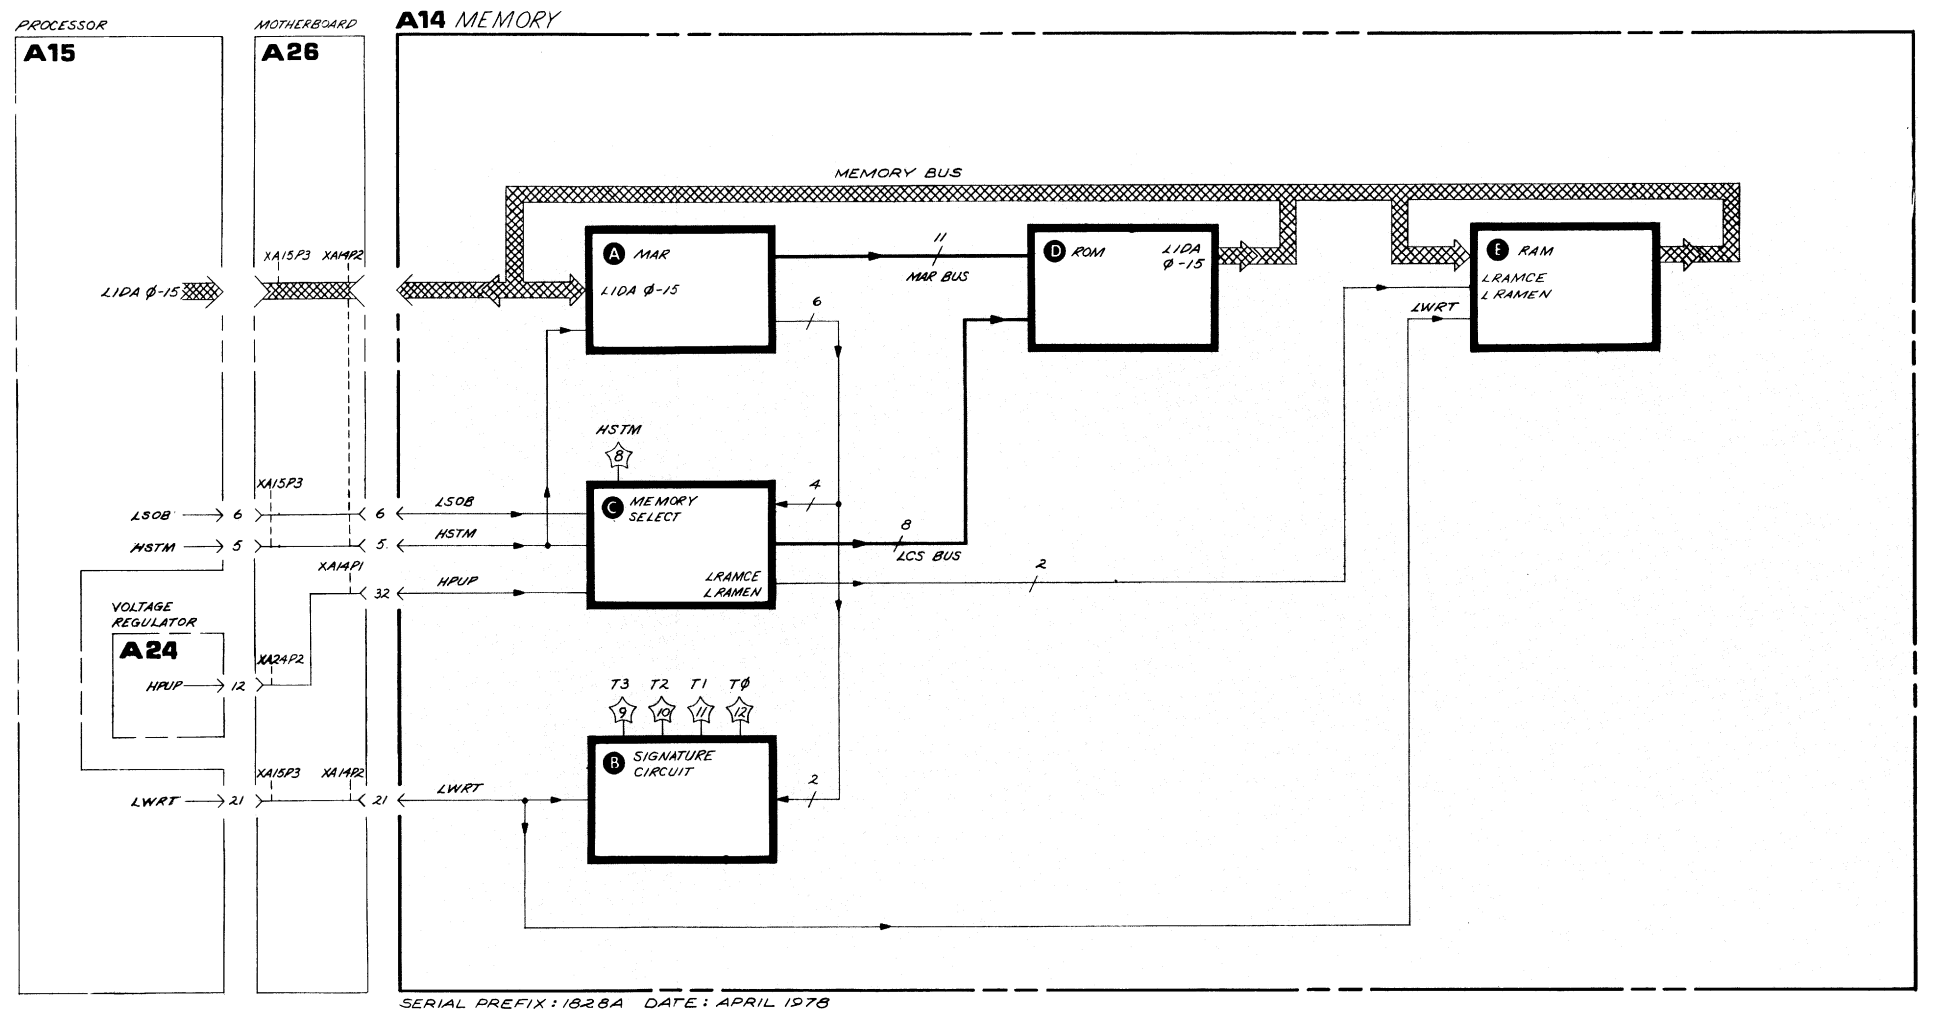 PROCESSOR
A15
MOTHERBOARD
A26
A14 MEMORY
MEMORY BUS
XA15P3 XA14P2
LIDA Ø-15
A MAR
LIDA Ø-15
11
MAR BUS
6
D ROM
LIDA
Ø-15
E RAM
LRAMCE
LRAMEN
LWRT
HSTM
8
XA15P3
LSOB 6 6 LSOB
HSTM 5 5 HSTM
XA14P1
32 HPUP
C MEMORY
SELECT
LRAMCE
LRAMEN
4
8
LCS BUS
2
VOLTAGE
REGULATOR
A24
XA24P2
HPUP 12
T3 T2 T1 TØ
9 10 11 12
B SIGNATURE
CIRCUIT
2
XA15P3 XA14P2
LWRT 21 21 LWRT
SERIAL PREFIX: 1828A DATE: APRIL 1978